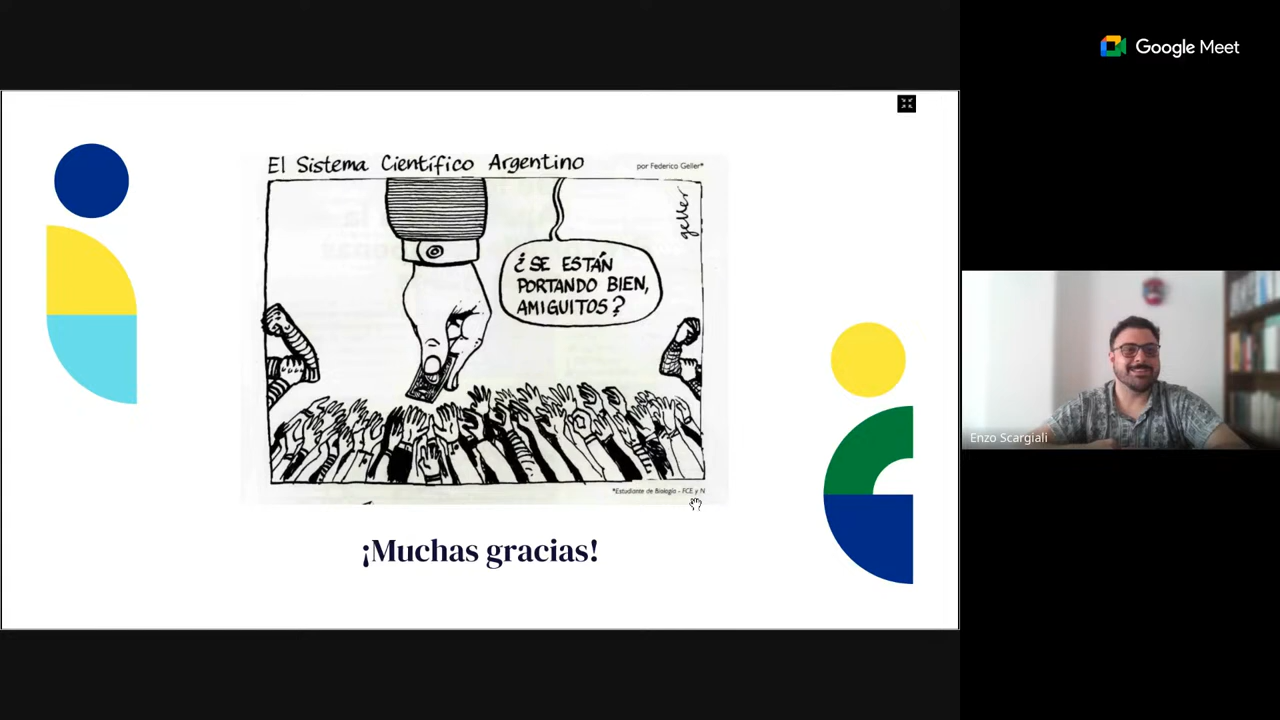 Google Meet
El Sistema Científico Argentino
por Federico Geller*
geller
¿SE ESTÁN
PORTANDO BIEN,
AMIGUITOS?
*Estudiante de Biología - FCE y N
¡Muchas gracias!
Enzo Scargiali